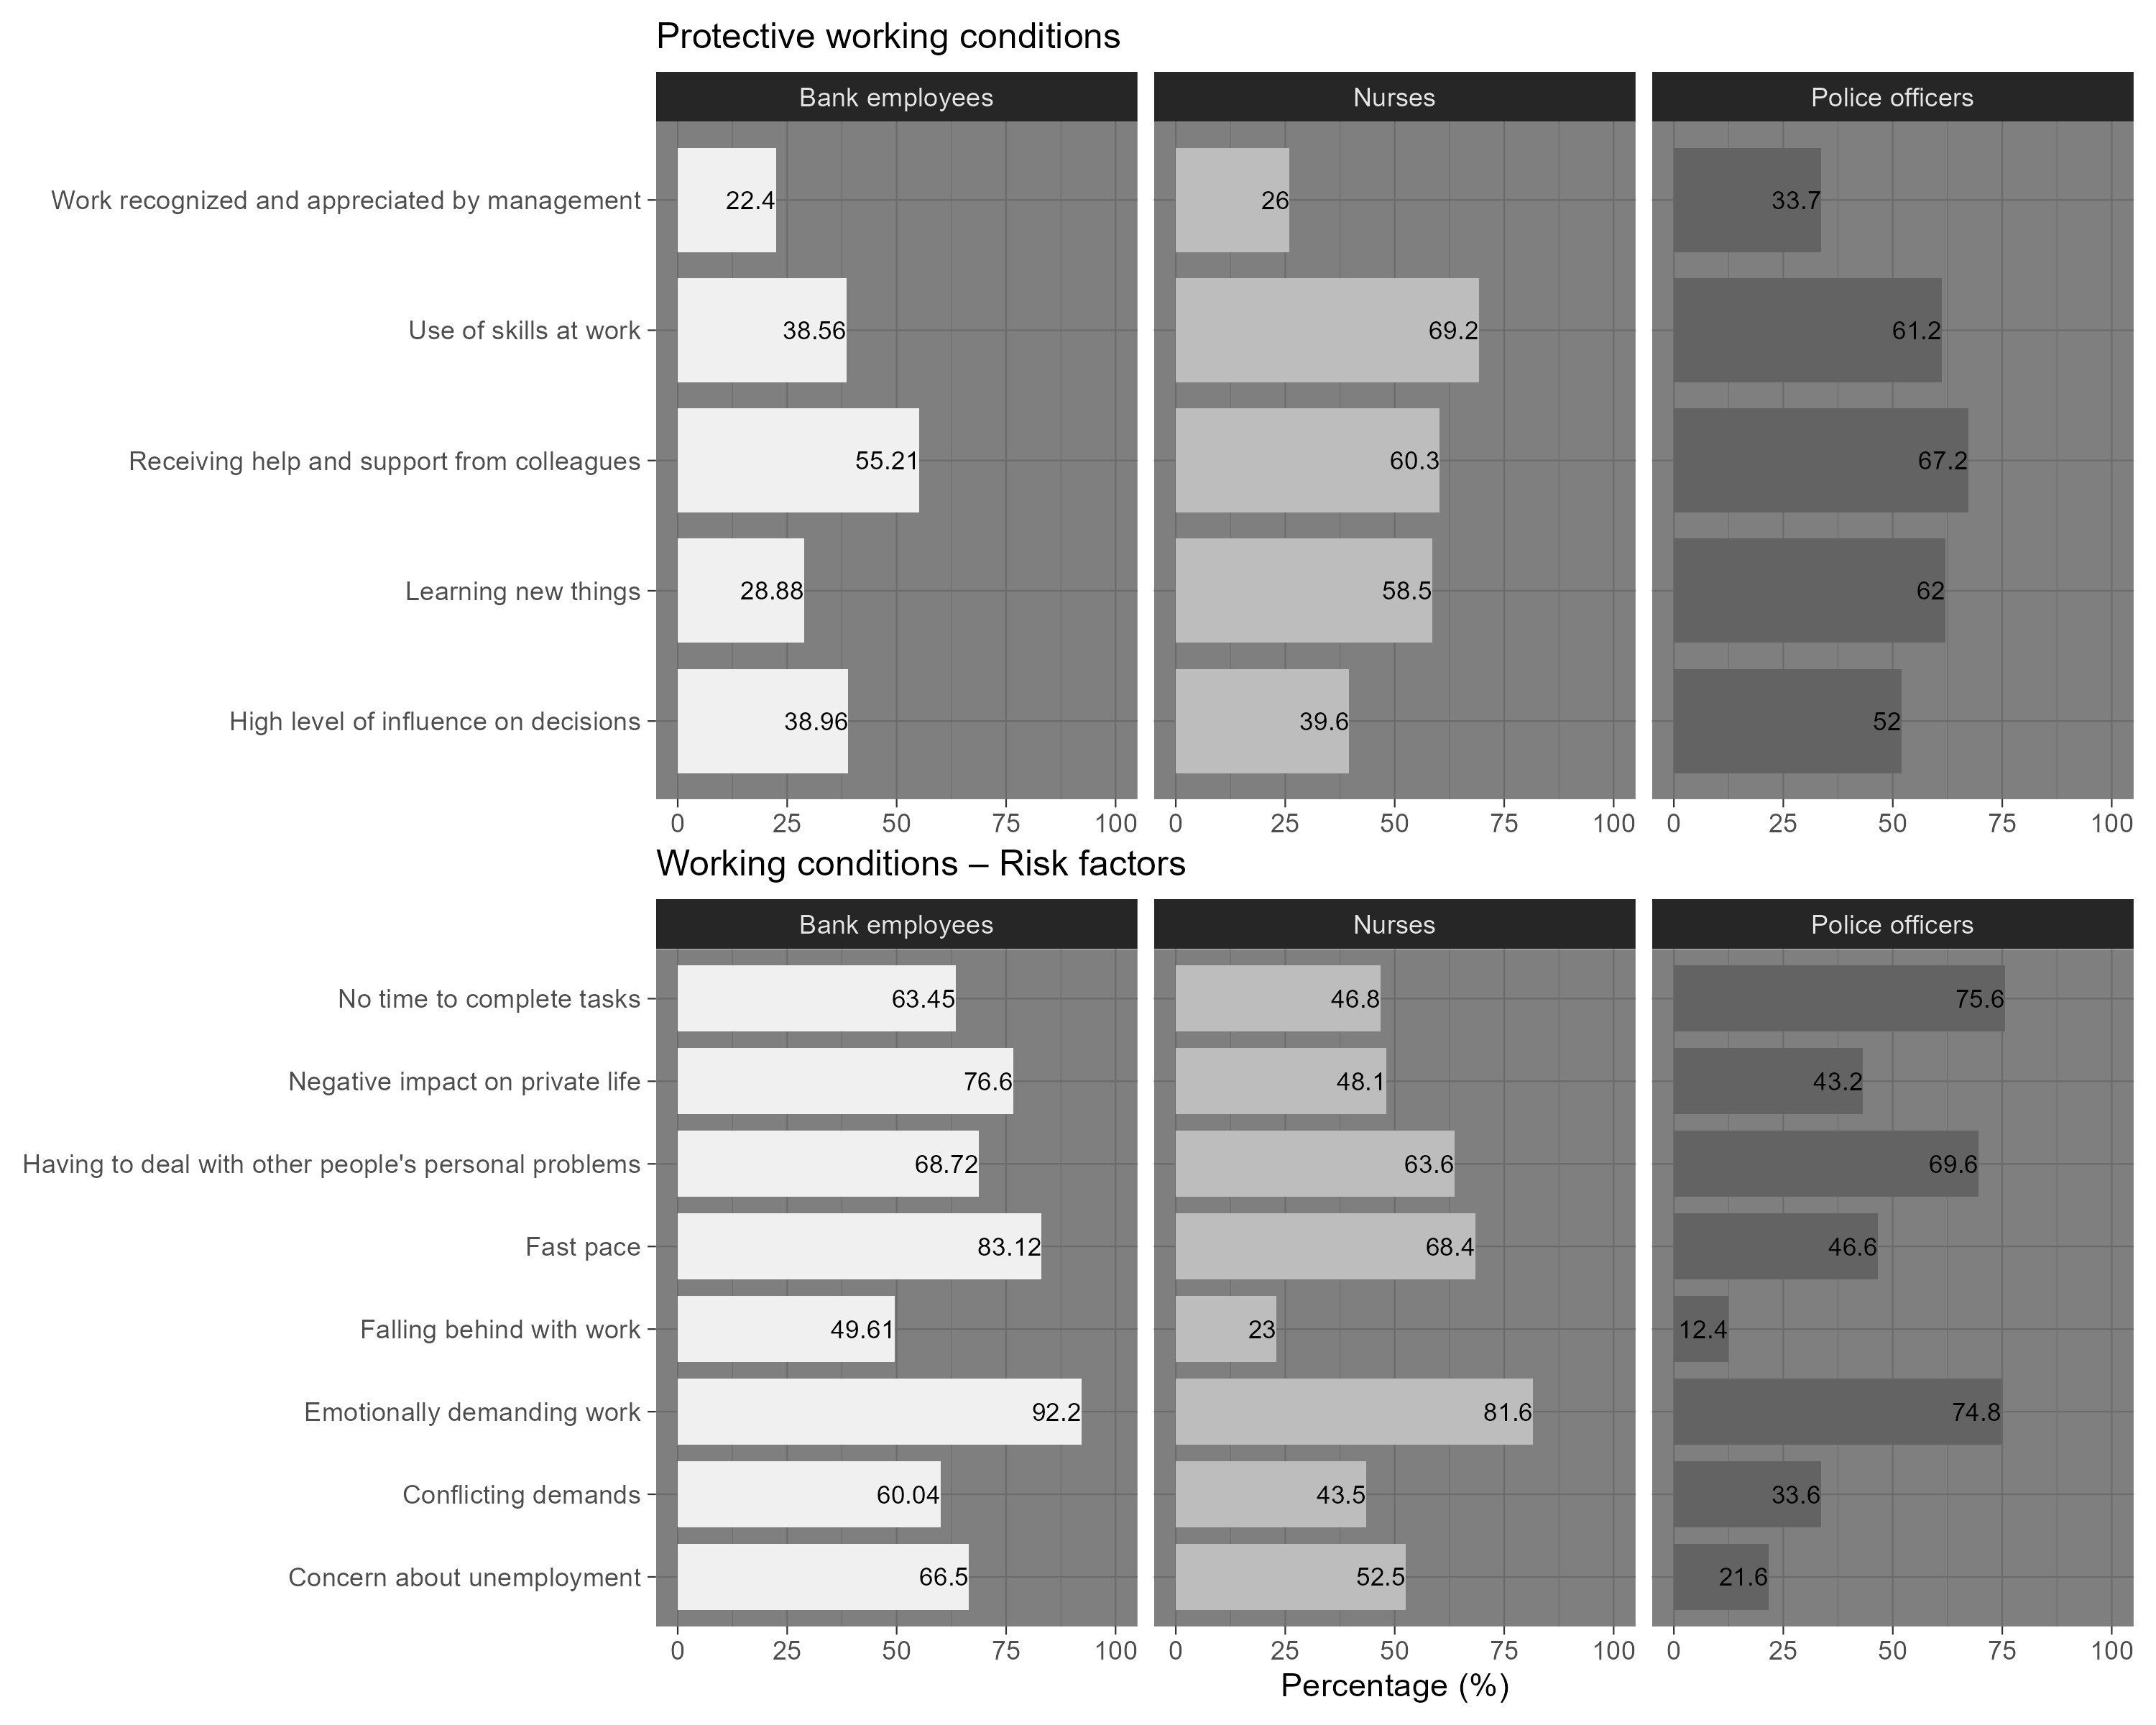 Protective working conditions
Bank employees Nurses Police officers
Work recognized and appreciated by management 22.4 26 33.7
Use of skills at work 38.56 69.2 61.2
Receiving help and support from colleagues 55.21 60.3 67.2
Learning new things 28.88 58.5 62
High level of influence on decisions 38.96 39.6 52
0 25 50 75 100 0 25 50 75 100 0 25 50 75 100
Working conditions – Risk factors
Bank employees Nurses Police officers
No time to complete tasks 63.45 46.8 75.6
Negative impact on private life 76.6 48.1 43.2
Having to deal with other people's personal problems 68.72 63.6 69.6
Fast pace 83.12 68.4 46.6
Falling behind with work 49.61 23 12.4
Emotionally demanding work 92.2 81.6 74.8
Conflicting demands 60.04 43.5 33.6
Concern about unemployment 66.5 52.5 21.6
0 25 50 75 100 0 25 50 75 100 0 25 50 75 100
Percentage (%)